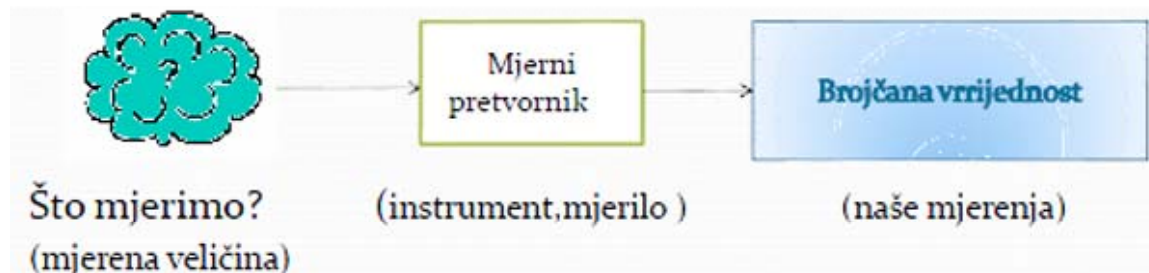 Mjerni
pretvornik
Brojčana vrrijednost
Što mjerimo?
(instrument,mjerilo )
(naše mjerenja)
(mjerena veličina)